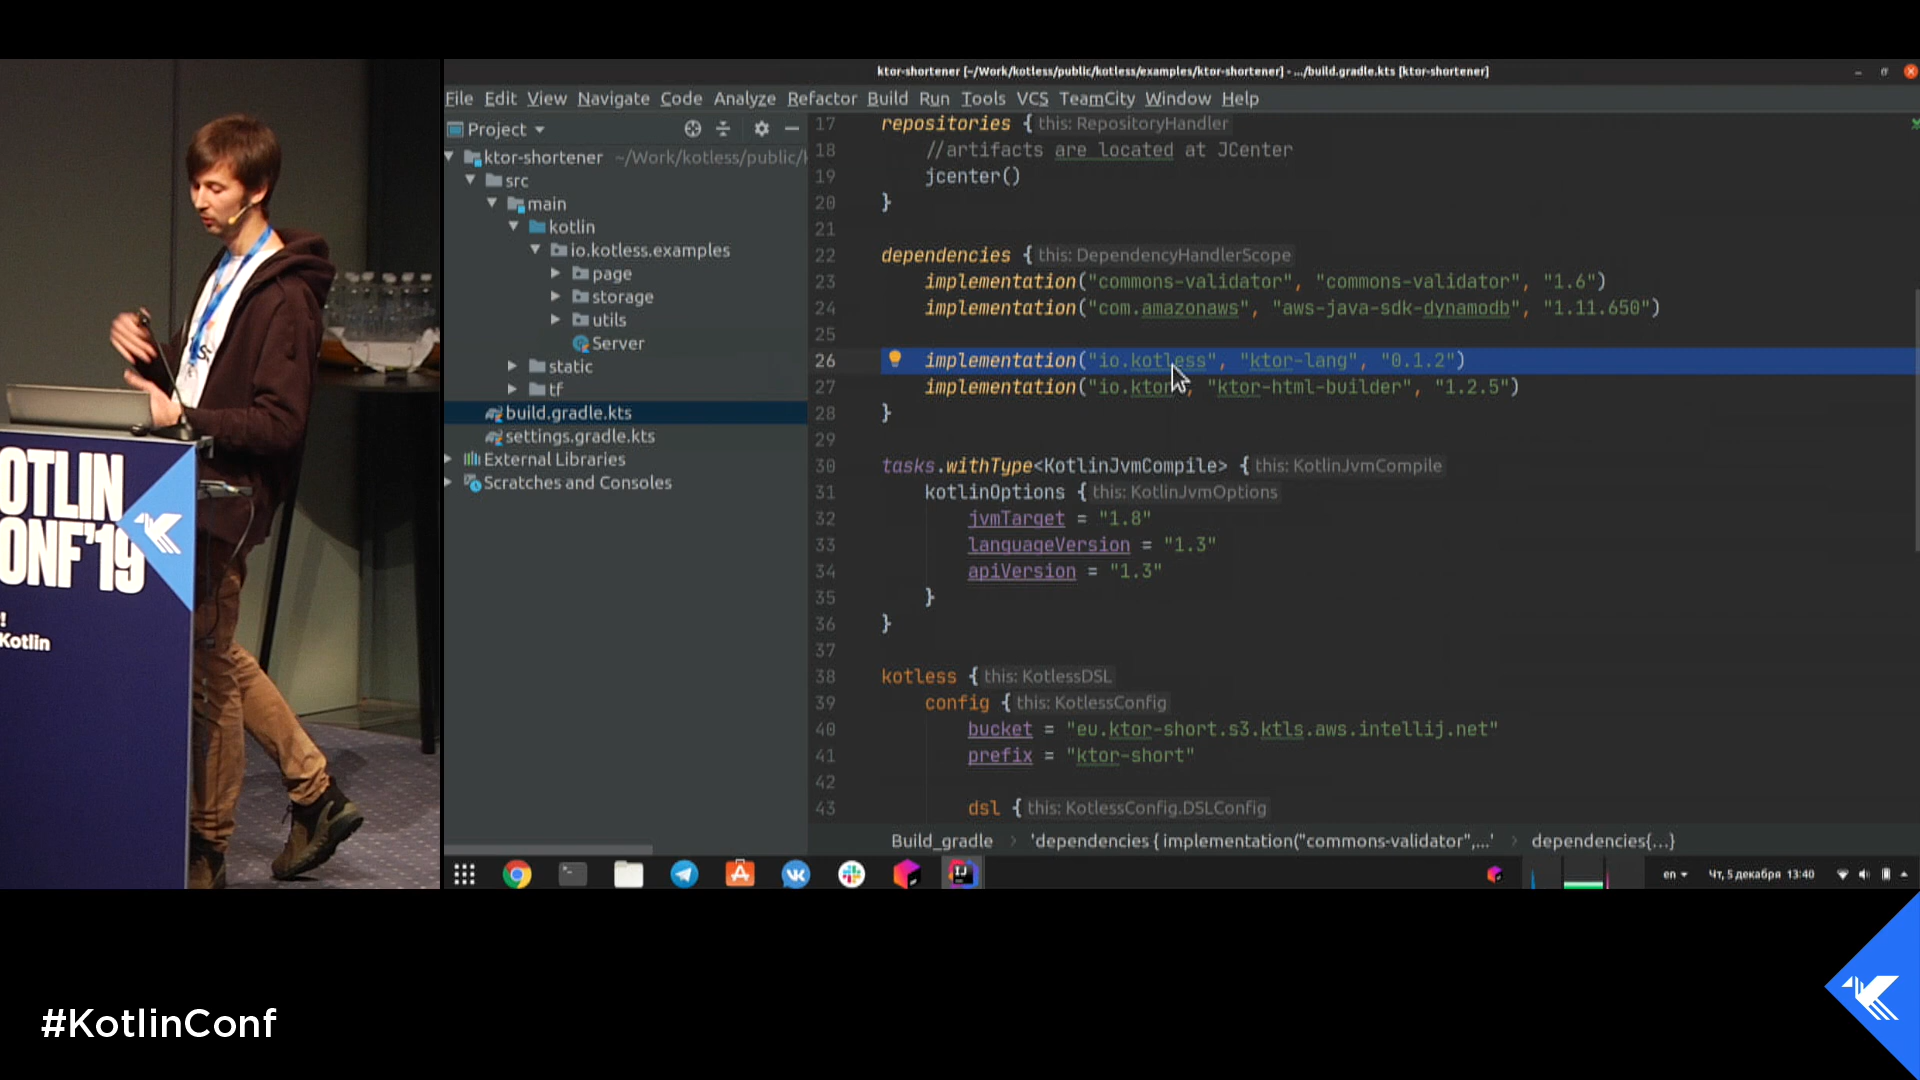 ktor-shortener [~/Work/kotless/public/kotless/examples/ktor-shortener] - .../build.gradle.kts [ktor-shortener]
File Edit View Navigate Code Analyze Refactor Build Run Tools VCS TeamCity Window Help
Project
ktor-shortener ~/Work/kotless/public/
src
main
kotlin
io.kotless.examples
page
storage
utils
Server
static
tf
build.gradle.kts
settings.gradle.kts
External Libraries
Scratches and Consoles
17 repositories { this: RepositoryHandler
18 //artifacts are located at JCenter
19 jcenter()
20 }
21
22 dependencies { this: DependencyHandlerScope
23 implementation("commons-validator", "commons-validator", "1.6")
24 implementation("com.amazonaws", "aws-java-sdk-dynamodb", "1.11.650")
25
26 implementation("io.kotless", "ktor-lang", "0.1.2")
27 implementation("io.ktor", "ktor-html-builder", "1.2.5")
28 }
29
30 tasks.withType<KotlinJvmCompile> { this: KotlinJvmCompile
31 kotlinOptions { this: KotlinJvmOptions
32 jvmTarget = "1.8"
33 languageVersion = "1.3"
34 apiVersion = "1.3"
35 }
36 }
37
38 kotless { this: KotlessDSL
39 config { this: KotlessConfig
40 bucket = "eu.ktor-short.s3.ktls.aws.intellij.net"
41 prefix = "ktor-short"
42
43 dsl { this: KotlessConfig.DSLConfig
Build_gradle › 'dependencies { implementation("commons-validator",...' › dependencies{...}
IJ
en Чт, 5 декабря 13:40
OTLIN
ONF'19
!
Kotlin
#KotlinConf